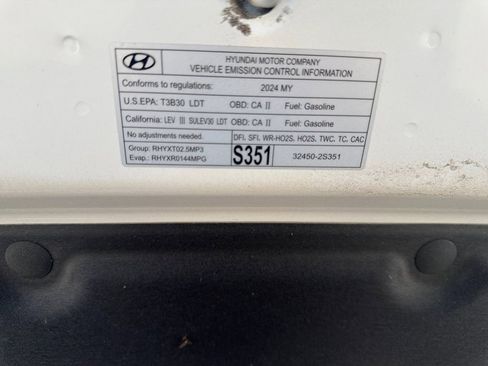 HYUNDAI MOTOR COMPANY
VEHICLE EMISSION CONTROL INFORMATION
Conforms to regulations: 2024 MY
U.S.EPA: T3B30 LDT OBD: CA II Fuel: Gasoline
California: LEV III SULEV30 LDT OBD: CA II Fuel: Gasoline
No adjustments needed. DFI, SFI, WR-HO2S, HO2S, TWC, TC, CAC
Group: RHYXT02.5MP3
Evap.: RHYXR0144MPG
S351 32450-2S351